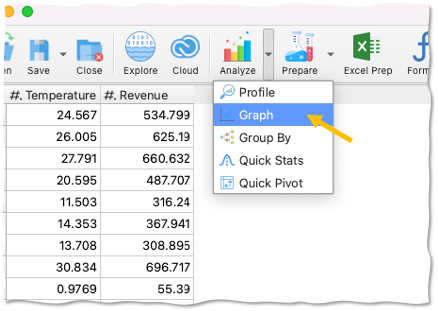 en Save Close Explore Cloud Analyze Prepare Excel Prep Form
#, Temperature #, Revenue
Profile
24.567 534.799
Graph
26.005 625.19
Group By
27.791 660.632
Quick Stats
20.595 487.707
Quick Pivot
11.503 316.24
14.353 367.941
13.708 308.895
30.834 696.717
0.9769 55.39